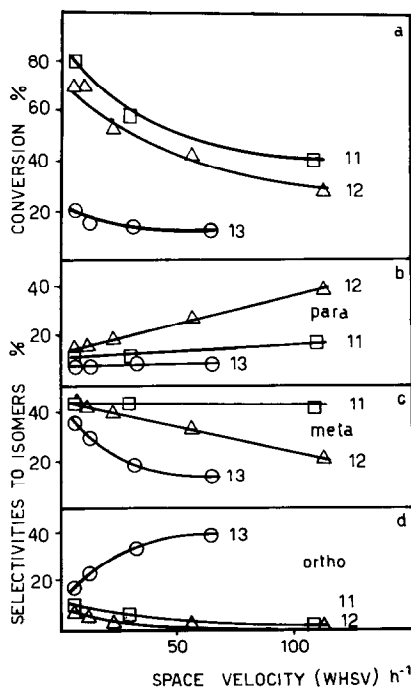 a
80
60
40
20
CONVERSION %
11
12
13
b
40
20
12
para
11
13
%
c
40
20
11
meta
12
13
d
40
20
13
ortho
11
12
SELECTIVITIES TO ISOMERS
50
100
SPACE VELOCITY (WHSV) h⁻¹